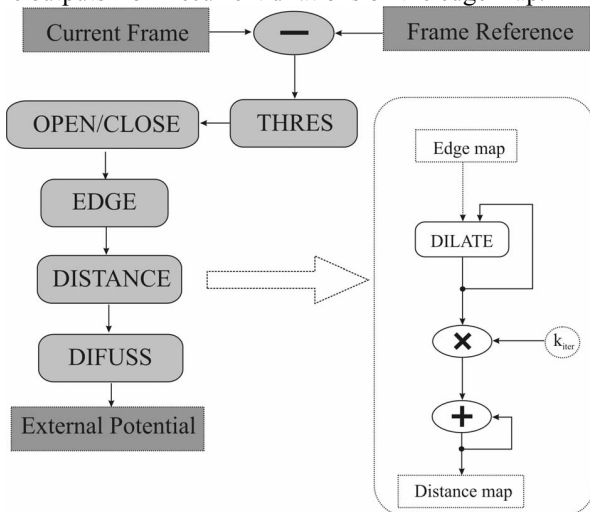 Current Frame
−
Frame Reference
OPEN/CLOSE
THRES
EDGE
DISTANCE
DIFUSS
External Potential
Edge map
DILATE
×
k_iter
+
Distance map